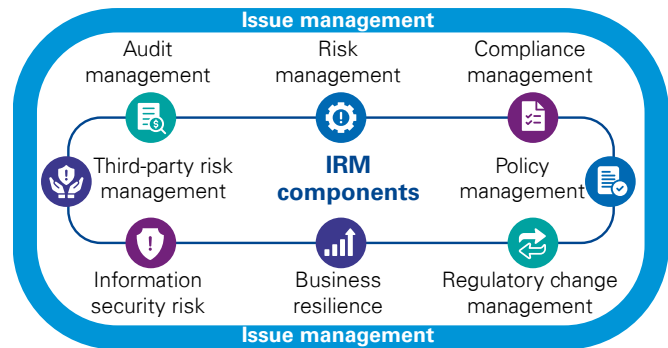 Issue management
Audit
management
Risk
management
Compliance
management
Third-party risk
management
IRM
components
Policy
management
Information
security risk
Business
resilience
Regulatory change
management
Issue management